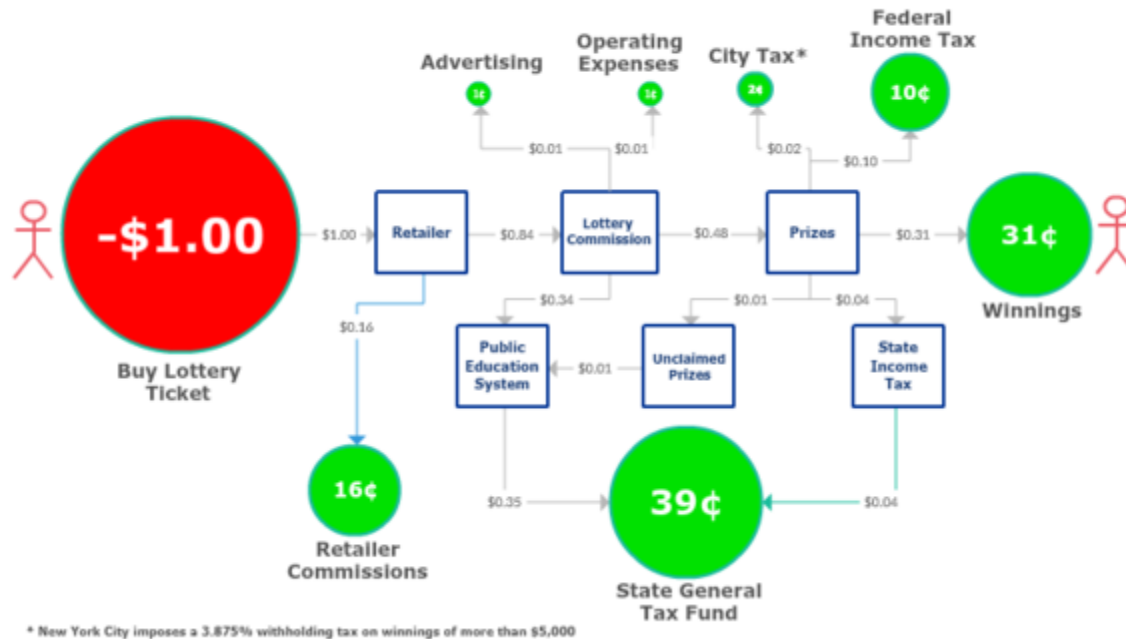 Federal
Income Tax
Operating
Expenses
City Tax*
Advertising
1¢
1¢
2¢
10¢
$0.01
$0.01
$0.02
$0.10
-$1.00
$1.00
Retailer
$0.84
Lottery
Commission
$0.48
Prizes
$0.31
31¢
Winnings
$0.34
$0.01
$0.04
$0.16
Public
Education
System
$0.01
Unclaimed
Prizes
State
Income
Tax
Buy Lottery
Ticket
16¢
$0.35
39¢
$0.04
Retailer
Commissions
State General
Tax Fund
* New York City imposes a 3.875% withholding tax on winnings of more than $5,000